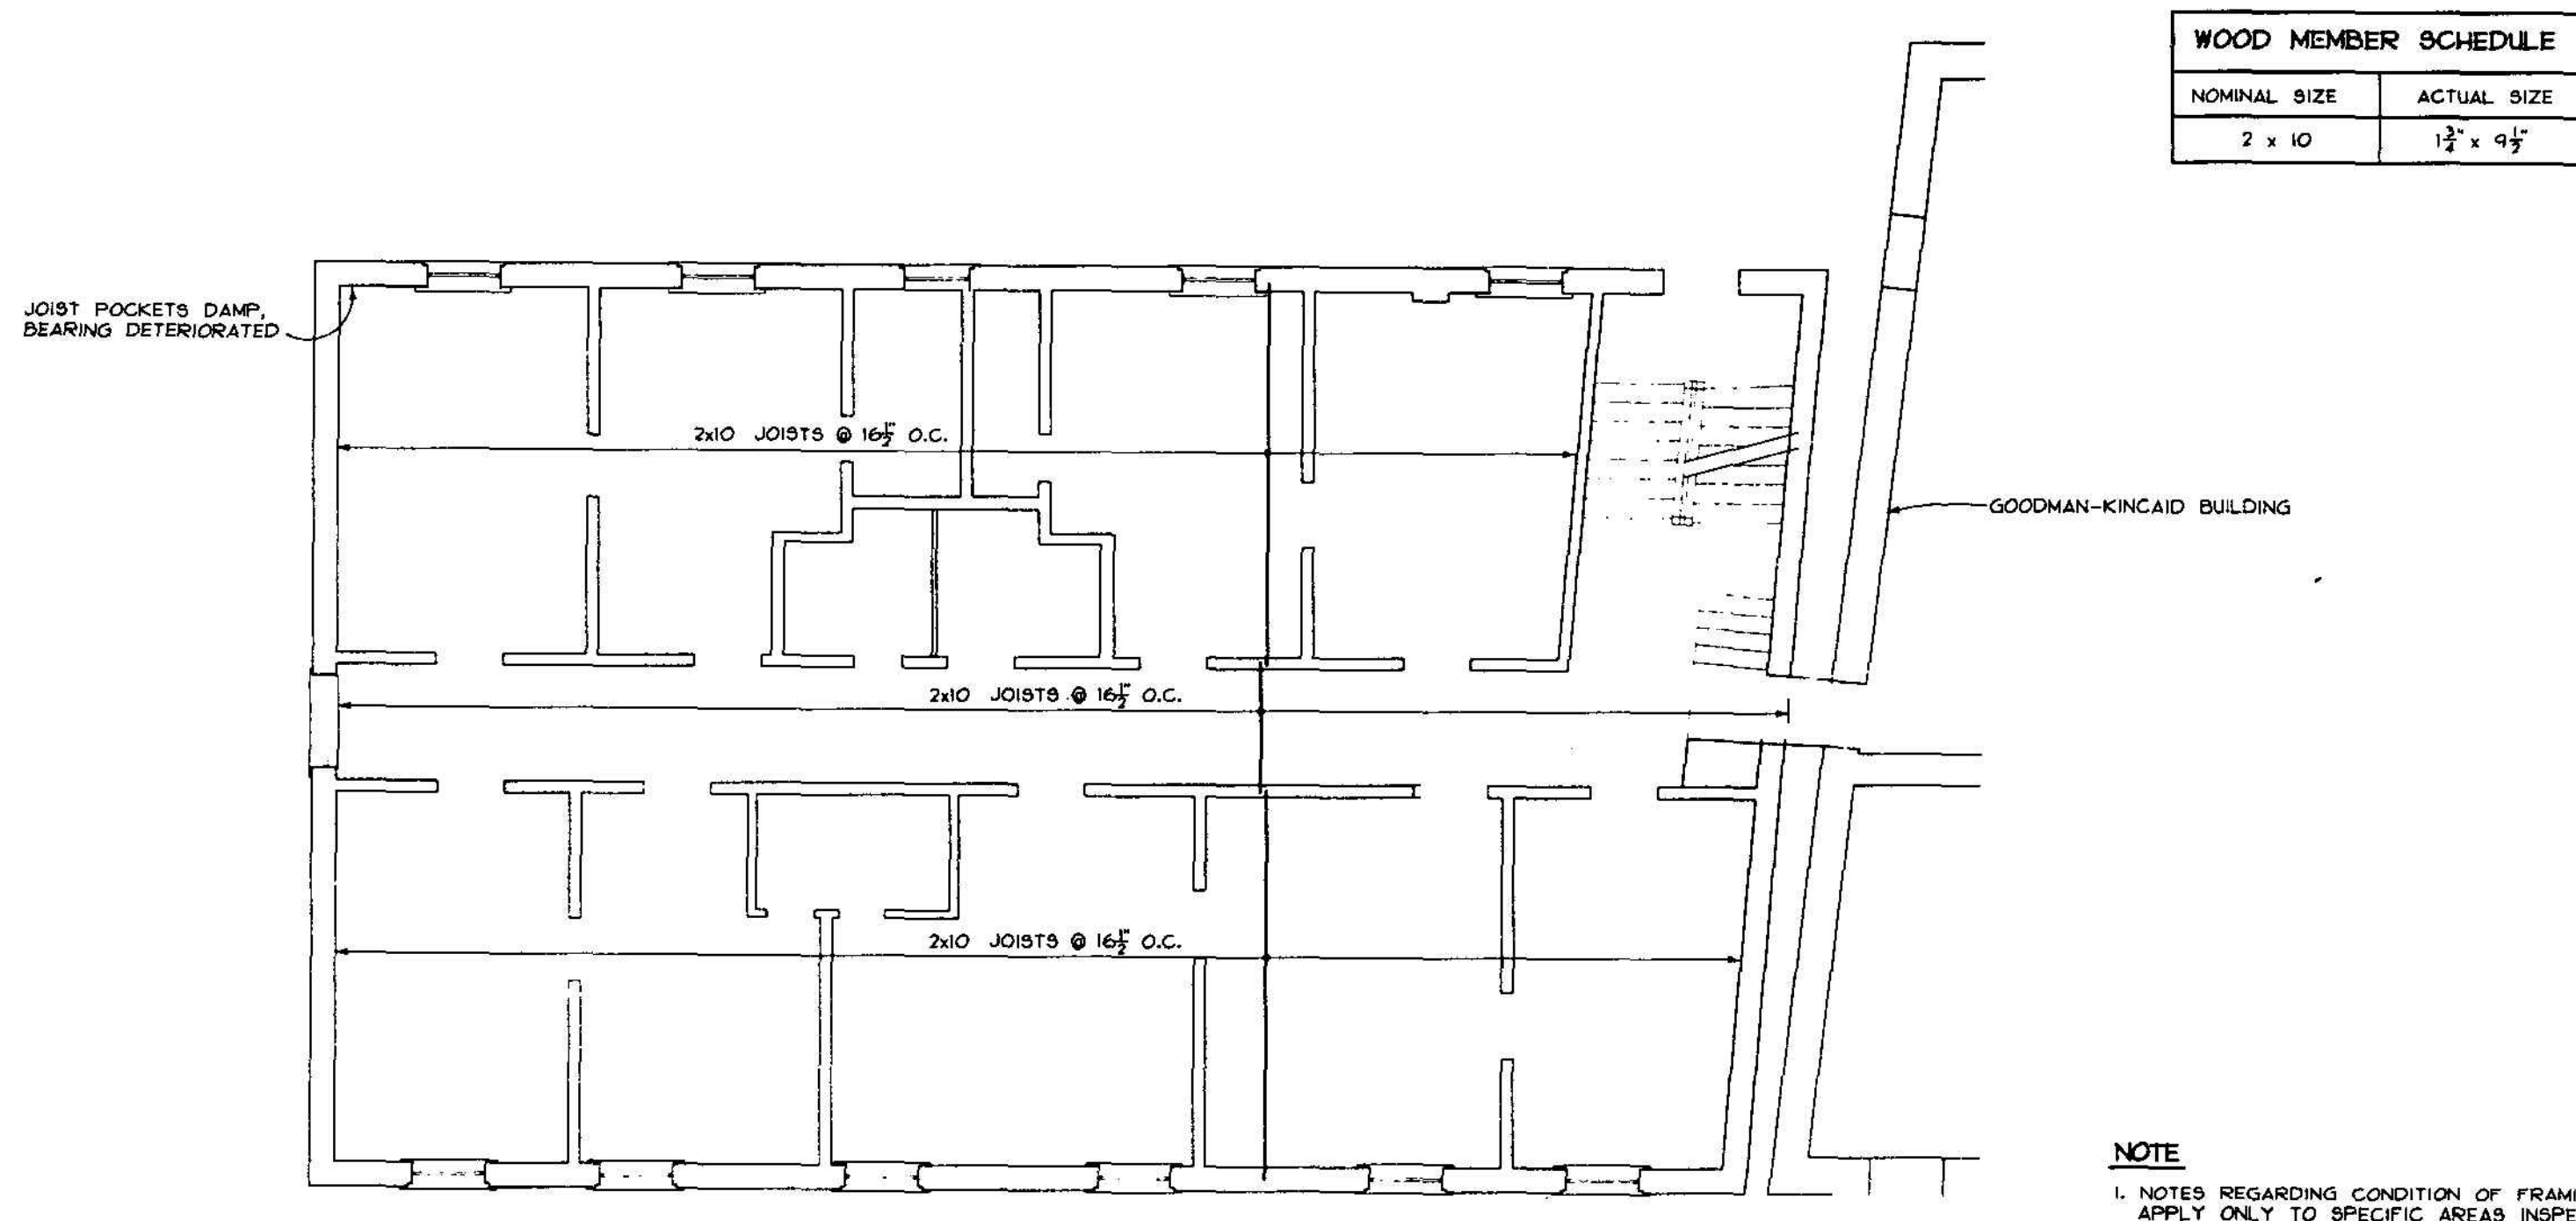 WOOD MEMBER SCHEDULE
NOMINAL SIZE
ACTUAL SIZE
2 x 10
1¾" x 9½"
JOIST POCKETS DAMP,
BEARING DETERIORATED
2x10 JOISTS @ 16½" O.C.
GOODMAN-KINCAID BUILDING
2x10 JOISTS @ 16½" O.C.
2x10 JOISTS @ 16½" O.C.
NOTE
1. NOTES REGARDING CONDITION OF
APPLY ONLY TO SPECIFIC AREAS